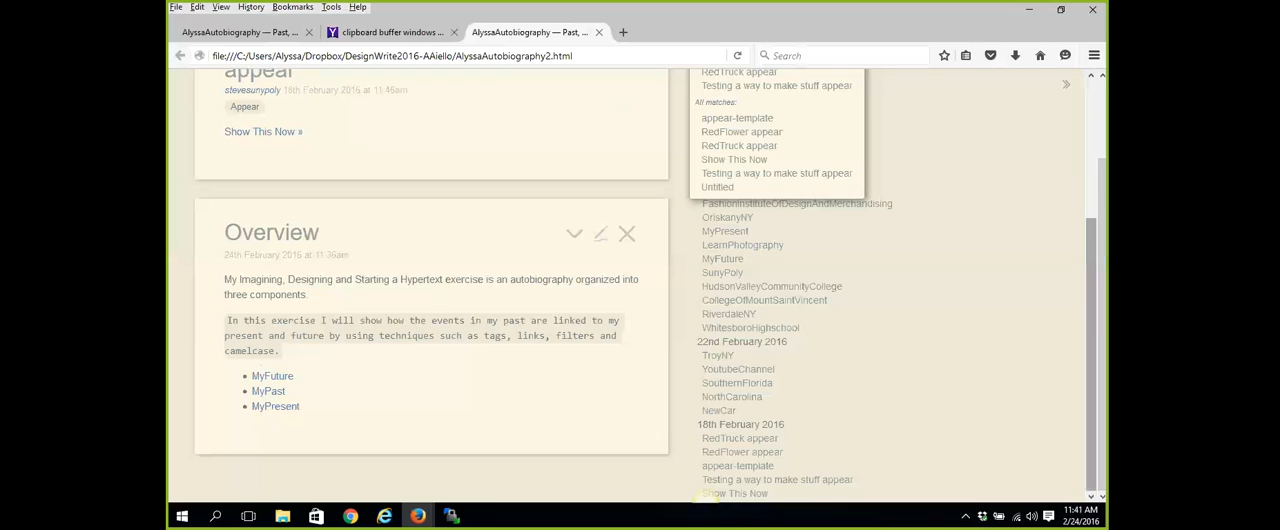 File Edit View History Bookmarks Tools Help
AlyssaAutobiography — Past, ...
clipboard buffer windows ...
AlyssaAutobiography — Past, ...
file:///C:/Users/Alyssa/Dropbox/DesignWrite2016-AAiello/AlyssaAutobiography2.html
Search
appear
stevesunypoly 18th February 2016 at 11:46am
Appear
Show This Now »
Overview
24th February 2016 at 11:36am
My Imagining, Designing and Starting a Hypertext exercise is an autobiography organized into
three components.
In this exercise I will show how the events in my past are linked to my
present and future by using techniques such as tags, links, filters and
camelcase.
MyFuture
MyPast
MyPresent
RedTruck appear
Testing a way to make stuff appear
All matches:
appear-template
RedFlower appear
RedTruck appear
Show This Now
Testing a way to make stuff appear
Untitled
FashionInstituteOfDesignAndMerchandising
OriskanyNY
MyPresent
LearnPhotography
MyFuture
SunyPoly
HudsonValleyCommunityCollege
CollegeOfMountSaintVincent
RiverdaleNY
WhitesboroHighschool
22nd February 2016
TroyNY
YoutubeChannel
SouthernFlorida
NorthCarolina
NewCar
18th February 2016
RedTruck appear
RedFlower appear
appear-template
Testing a way to make stuff appear
Show This Now
11:41 AM
2/24/2016